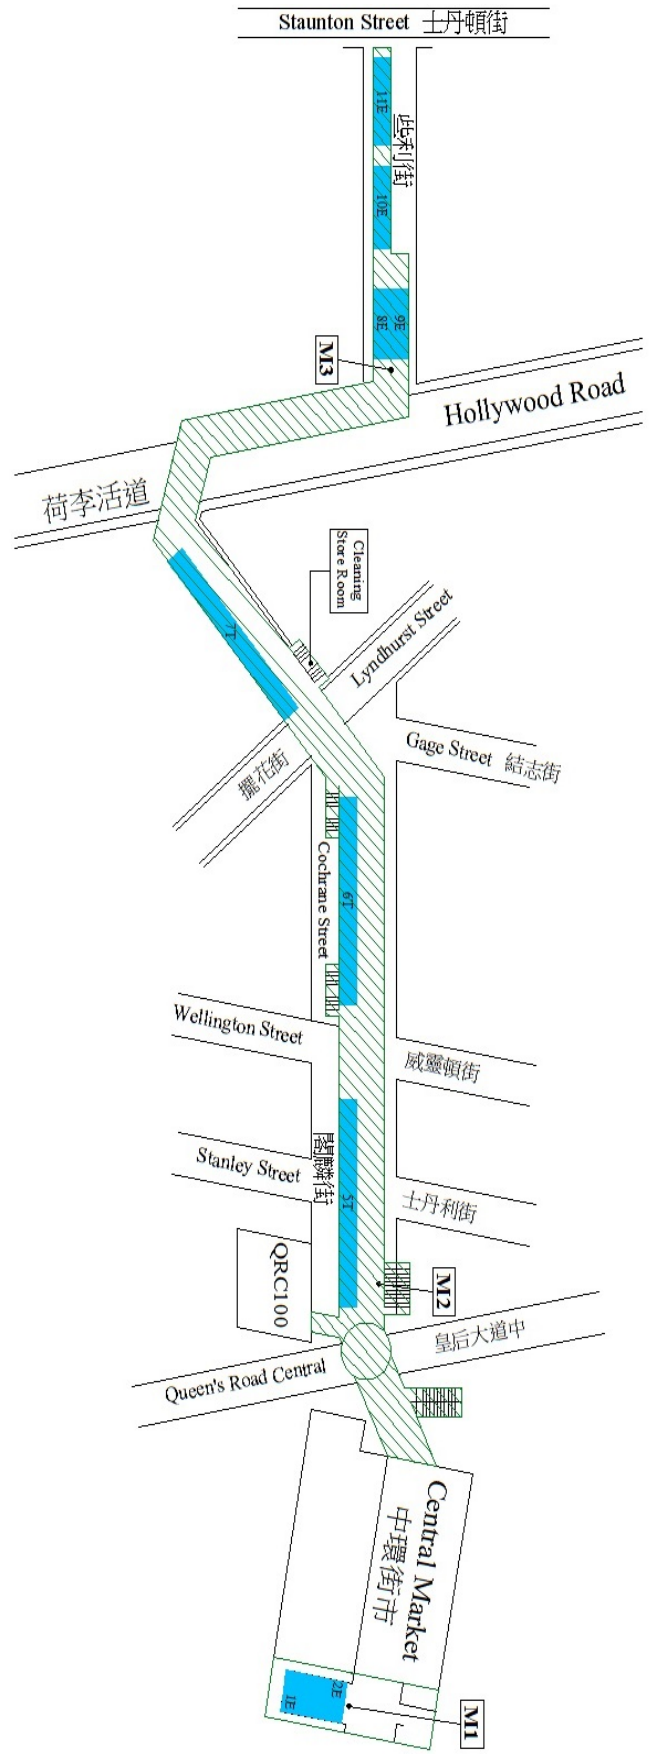 Staunton Street 士丹頓街
11E
些利街
10E
9E
8E
M3
Hollywood Road
荷李活道
Cleaning
Store Room
7T
Lyndhurst Street
Gage Street 結志街
擺花街
6T
Cochrane Street
Wellington Street
威靈頓街
閣麟街
Stanley Street
5T
士丹利街
QRC100
M2
皇后大道中
Queen's Road Central
Central Market
中環街市
2E
1E
M1